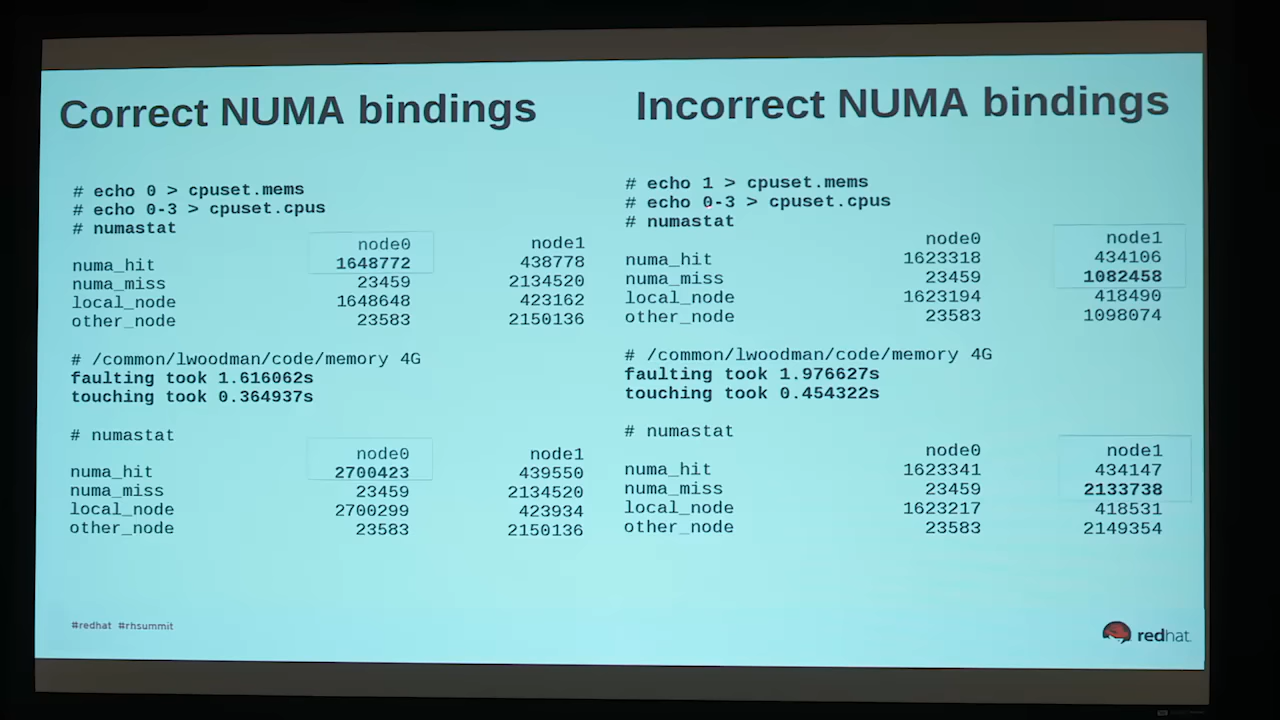 Correct NUMA bindings
# echo 0 > cpuset.mems
# echo 0-3 > cpuset.cpus
# numastat
node0 node1
numa_hit 1648772 438778
numa_miss 23459 2134520
local_node 1648648 423162
other_node 23583 2150136
# /common/lwoodman/code/memory 4G
faulting took 1.616062s
touching took 0.364937s
# numastat
node0 node1
numa_hit 2700423 439550
numa_miss 23459 2134520
local_node 2700299 423934
other_node 23583 2150136
Incorrect NUMA bindings
# echo 1 > cpuset.mems
# echo 0-3 > cpuset.cpus
# numastat
node0 node1
numa_hit 1623318 434106
numa_miss 23459 1082458
local_node 1623194 418490
other_node 23583 1098074
# /common/lwoodman/code/memory 4G
faulting took 1.976627s
touching took 0.454322s
# numastat
node0 node1
numa_hit 1623341 434147
numa_miss 23459 2133738
local_node 1623217 418531
other_node 23583 2149354
#redhat #rhsummit
redhat.